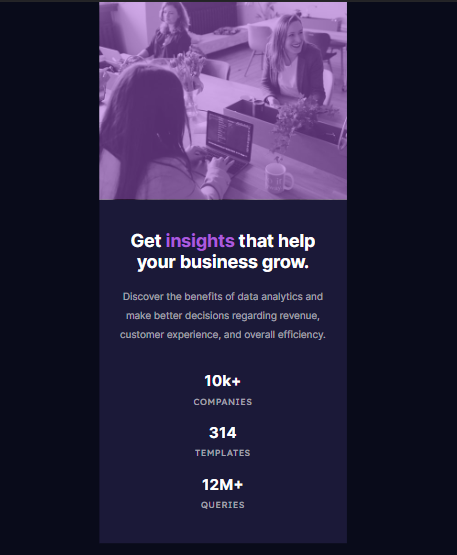 Get insights that help
your business grow.
Discover the benefits of data analytics and
make better decisions regarding revenue,
customer experience, and overall efficiency.
10k+
COMPANIES
314
TEMPLATES
12M+
QUERIES